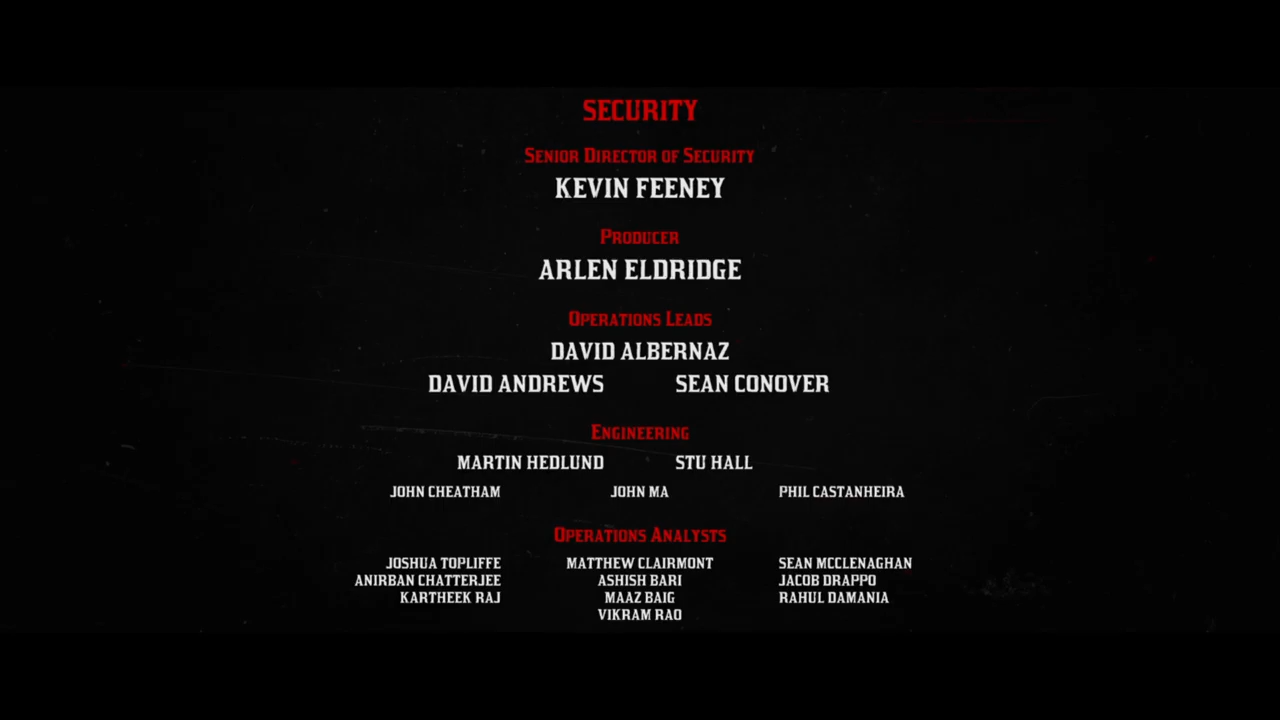 SECURITY
SENIOR DIRECTOR OF SECURITY
KEVIN FEENEY
PRODUCER
ARLEN ELDRIDGE
OPERATIONS LEADS
DAVID ALBERNAZ
DAVID ANDREWS SEAN CONOVER
ENGINEERING
MARTIN HEDLUND STU HALL
JOHN CHEATHAM JOHN MA PHIL CASTANHEIRA
OPERATIONS ANALYSTS
JOSHUA TOPLIFFE MATTHEW CLAIRMONT SEAN MCCLENAGHAN
ANIRBAN CHATTERJEE ASHISH BARI JACOB DRAPPO
KARTHEEK RAJ MAAZ BAIG RAHUL DAMANIA
VIKRAM RAO